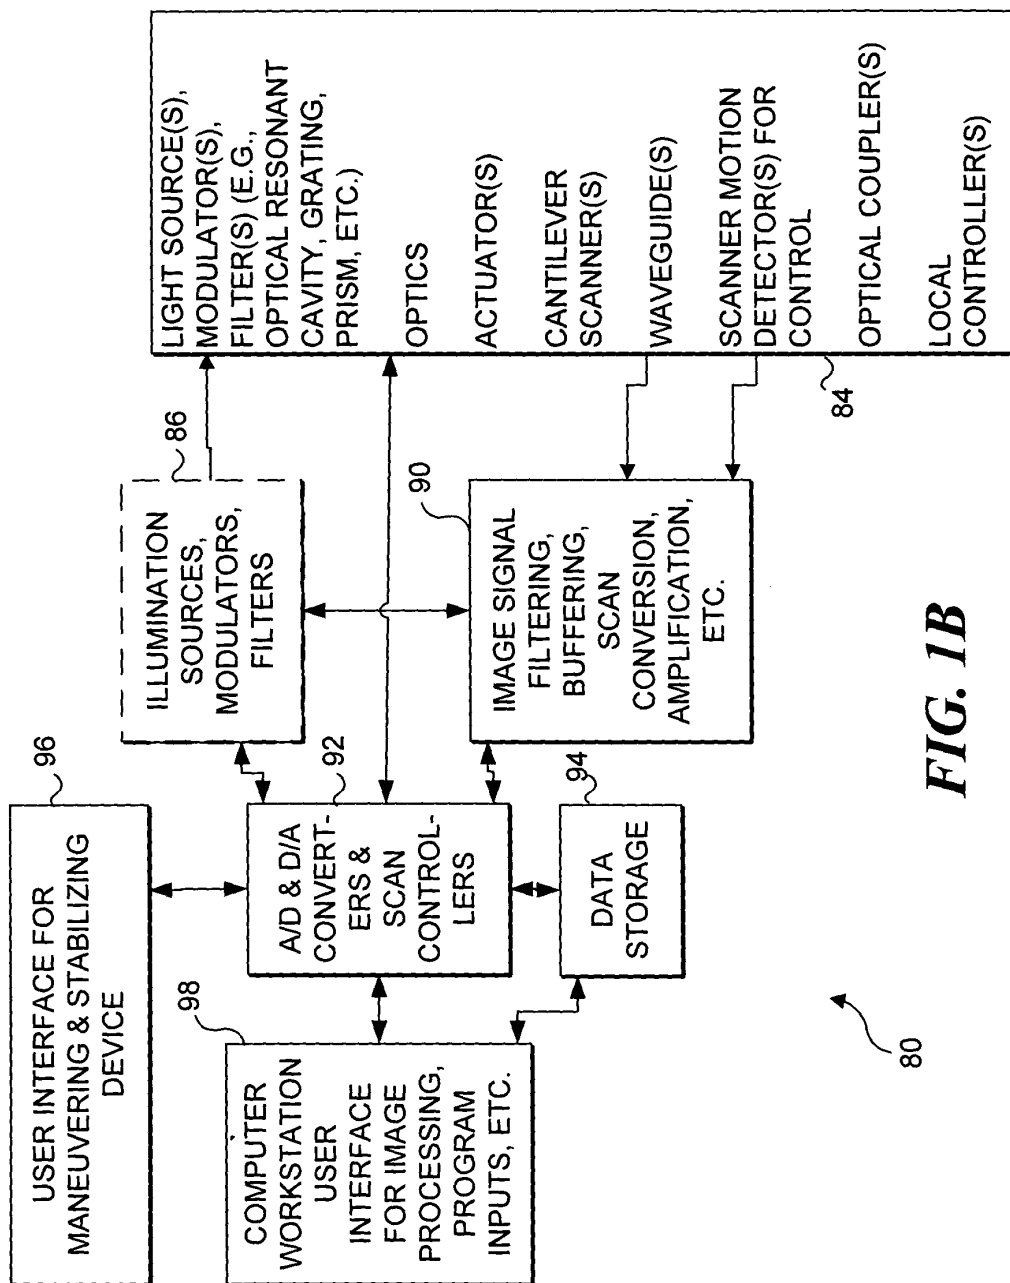 USER INTERFACE FOR
MANEUVERING & STABILIZING
DEVICE
96
COMPUTER
WORKSTATION
USER
INTERFACE
FOR IMAGE
PROCESSING,
PROGRAM
INPUTS, ETC.
98
A/D & D/A
CONVERT-
ERS &
SCAN
CONTROL-
LERS
92
DATA
STORAGE
94
ILLUMINATION
SOURCES,
MODULATORS,
FILTERS
86
IMAGE SIGNAL
FILTERING,
BUFFERING,
SCAN
CONVERSION,
AMPLIFICATION,
ETC.
90
LIGHT SOURCE(S),
MODULATOR(S),
FILTER(S) (E.G.,
OPTICAL RESONANT
CAVITY, GRATING,
PRISM, ETC.)
OPTICS
ACTUATOR(S)
CANTILEVER
SCANNER(S)
WAVEGUIDE(S)
SCANNER MOTION
DETECTOR(S) FOR
CONTROL
OPTICAL COUPLER(S)
LOCAL
CONTROLLER(S)
84
80
FIG. 1B